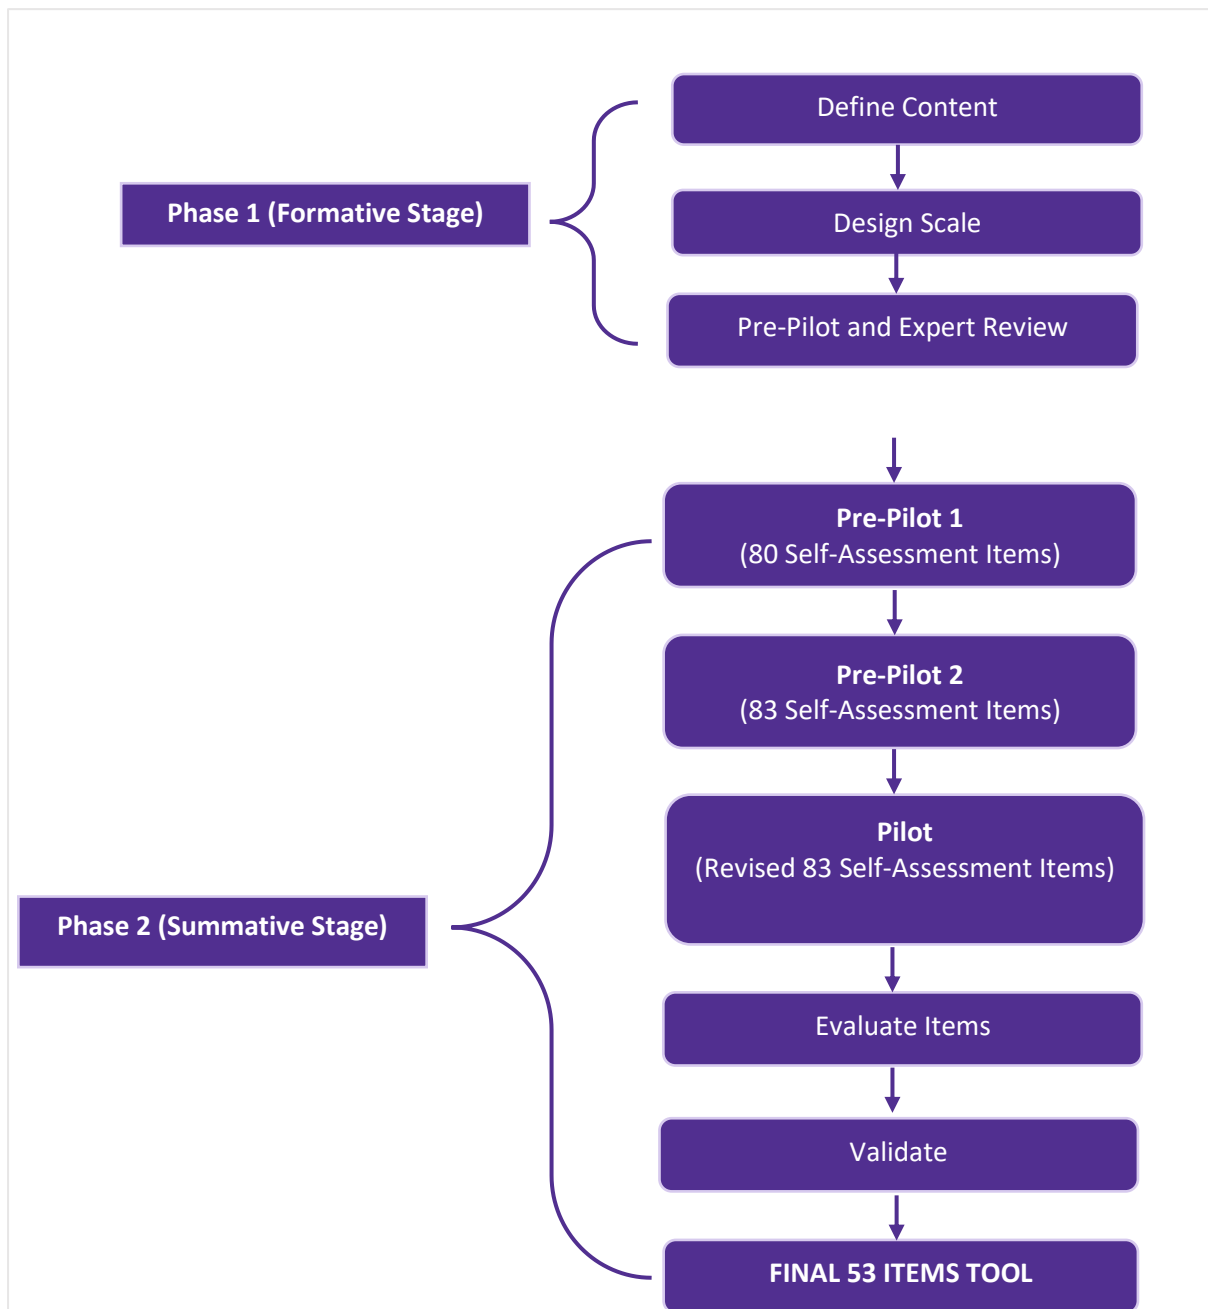 Define Content
Phase 1 (Formative Stage)
Design Scale
Pre-Pilot and Expert Review
Pre-Pilot 1
(80 Self-Assessment Items)
Pre-Pilot 2
(83 Self-Assessment Items)
Pilot
(Revised 83 Self-Assessment Items)
Phase 2 (Summative Stage)
Evaluate Items
Validate
FINAL 53 ITEMS TOOL